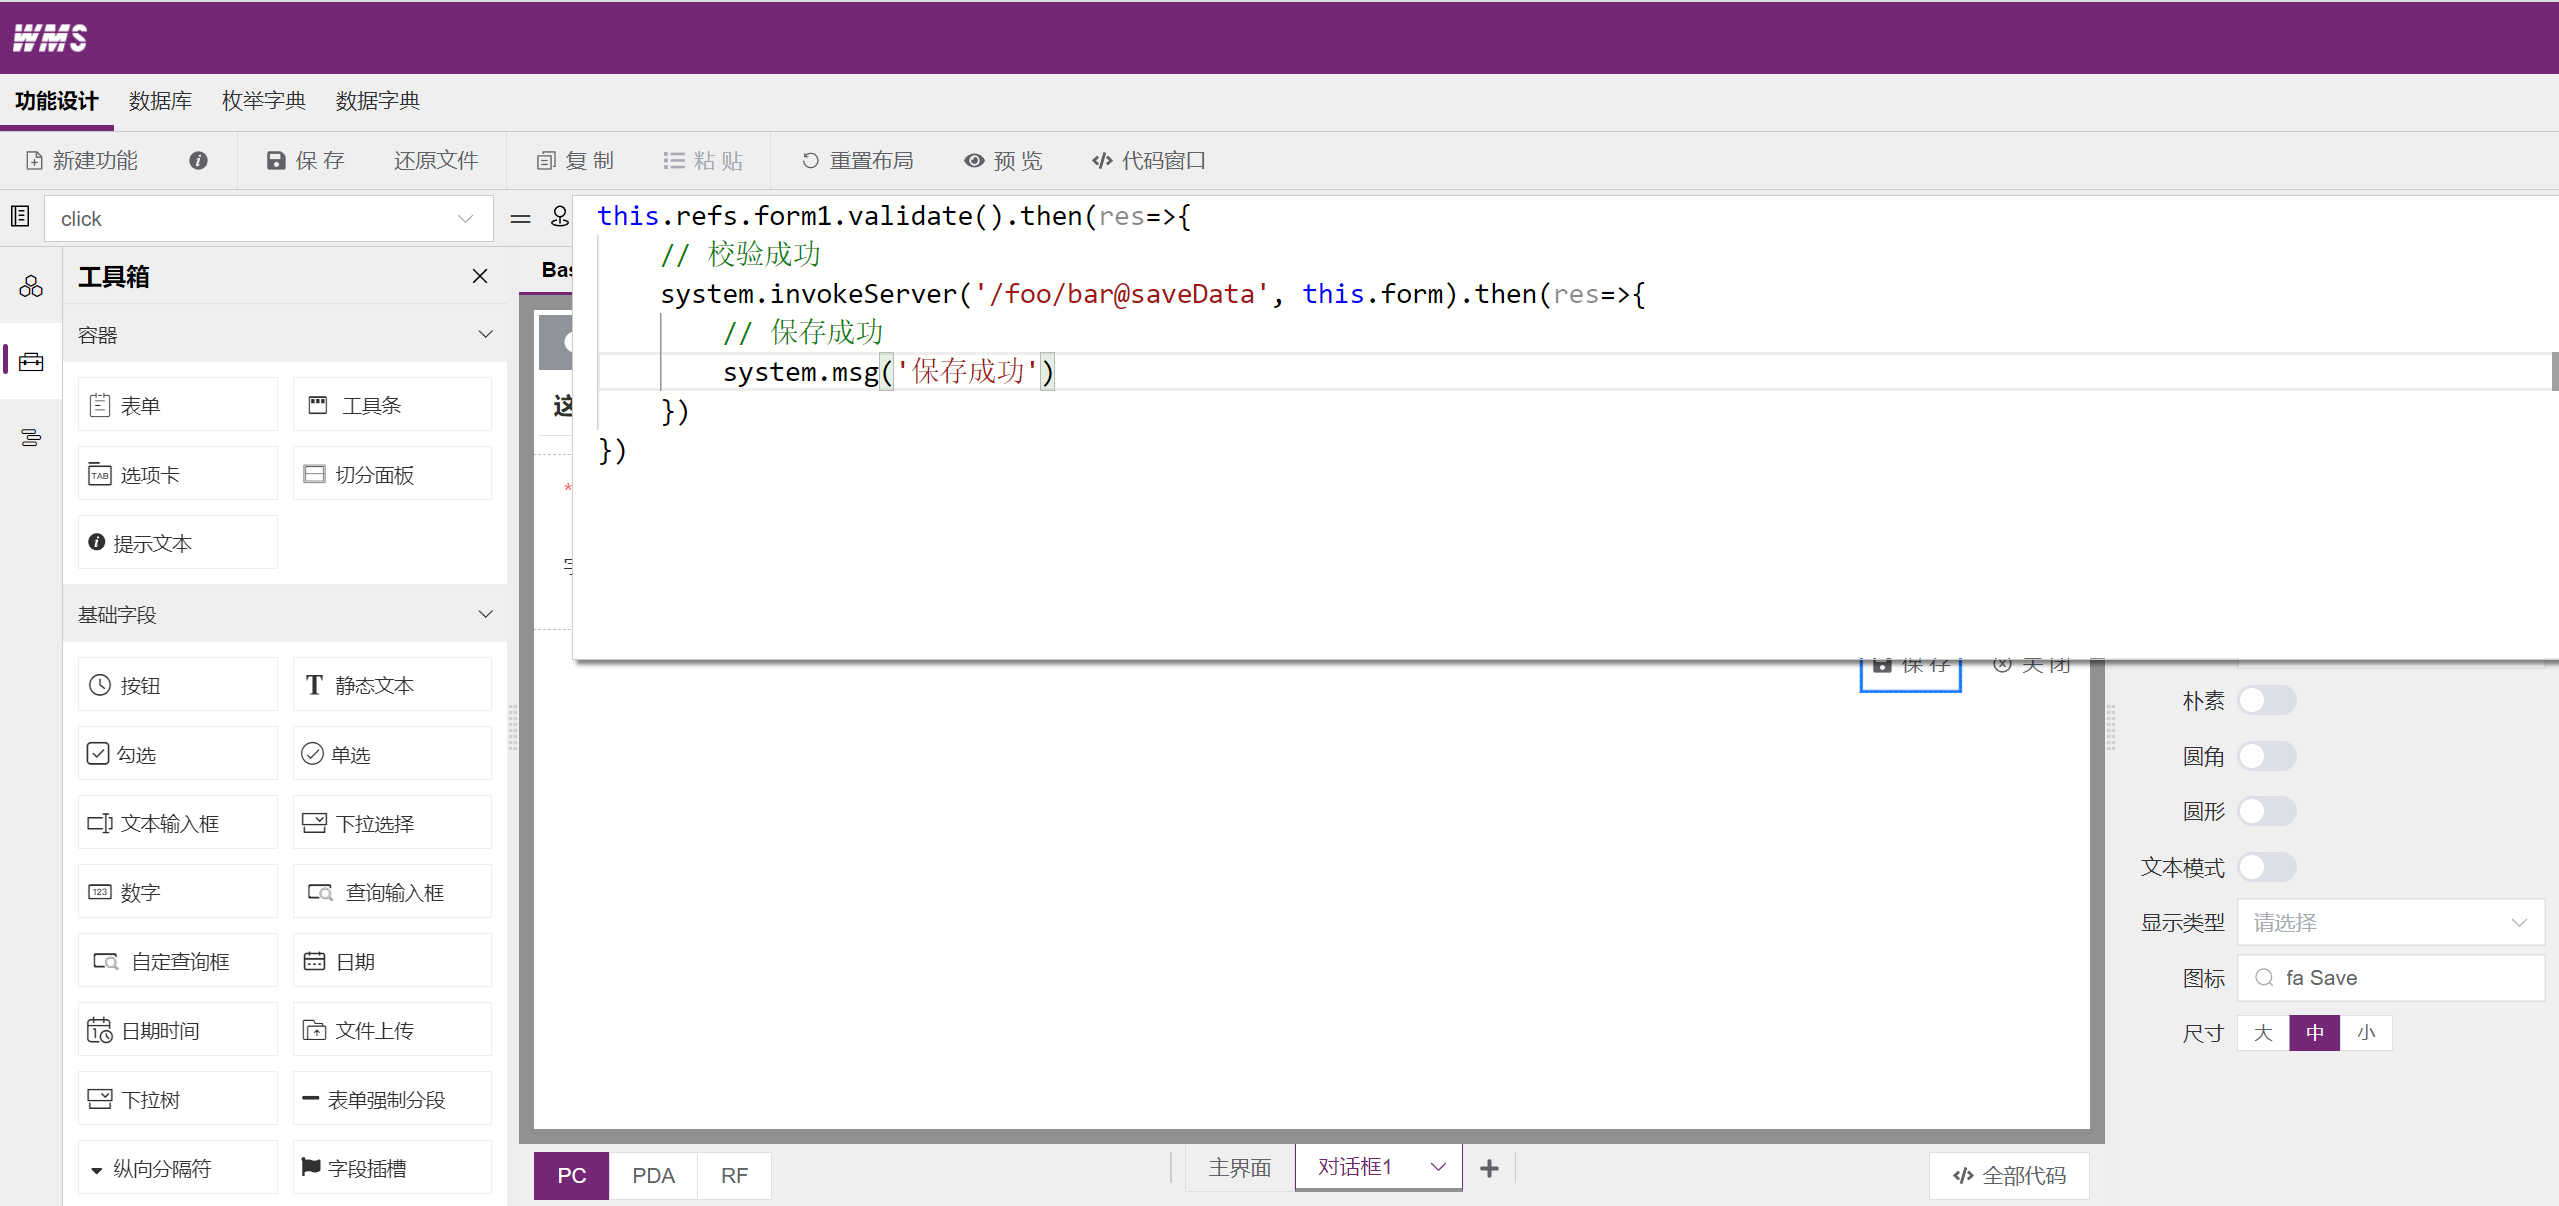 WMS
功能设计 数据库 枚举字典 数据字典
新建功能 保 存 还原文件 复 制 粘 贴 重置布局 预 览 代码窗口
click
this.refs.form1.validate().then(res=>{
// 校验成功
system.invokeServer('/foo/bar@saveData', this.form).then(res=>{
// 保存成功
system.msg('保存成功')
})
})
工具箱
容器
表单 工具条
选项卡 切分面板
提示文本
基础字段
按钮 静态文本
勾选 单选
文本输入框 下拉选择
数字 查询输入框
自定查询框 日期
日期时间 文件上传
下拉树 表单强制分段
纵向分隔符 字段插槽
Bas
这
*
保 存 关 闭
朴素
圆角
圆形
文本模式
显示类型 请选择
图标 fa Save
尺寸 大 中 小
PC PDA RF
主界面 对话框1
全部代码